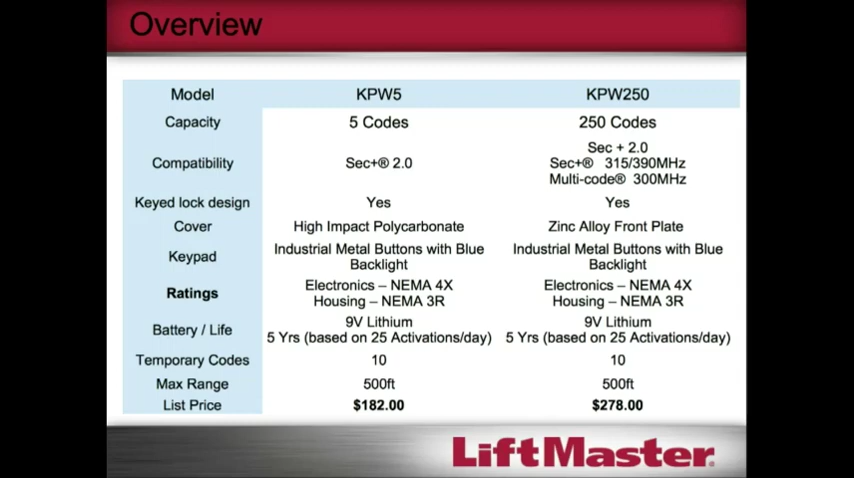 Overview
Model KPW5 KPW250
Capacity 5 Codes 250 Codes
Compatibility Sec+® 2.0 Sec + 2.0
Sec+® 315/390MHz
Multi-code® 300MHz
Keyed lock design Yes Yes
Cover High Impact Polycarbonate Zinc Alloy Front Plate
Keypad Industrial Metal Buttons with Blue Industrial Metal Buttons with Blue
Backlight Backlight
Ratings Electronics – NEMA 4X Electronics – NEMA 4X
Housing – NEMA 3R Housing – NEMA 3R
Battery / Life 9V Lithium 9V Lithium
5 Yrs (based on 25 Activations/day) 5 Yrs (based on 25 Activations/day)
Temporary Codes 10 10
Max Range 500ft 500ft
List Price $182.00 $278.00
LiftMaster®